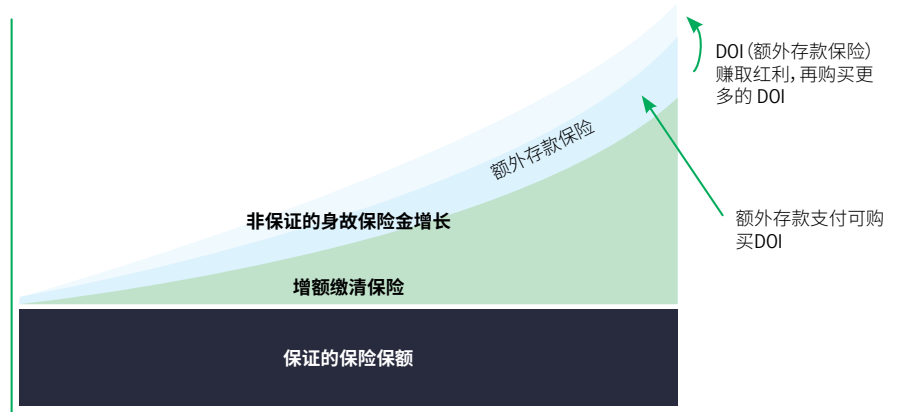 DOI（额外存款保险）
赚取红利，再购买更
多的 DOI
额外存款保险
额外存款支付可购
买DOI
非保证的身故保险金增长
增额缴清保险
保证的保险保额